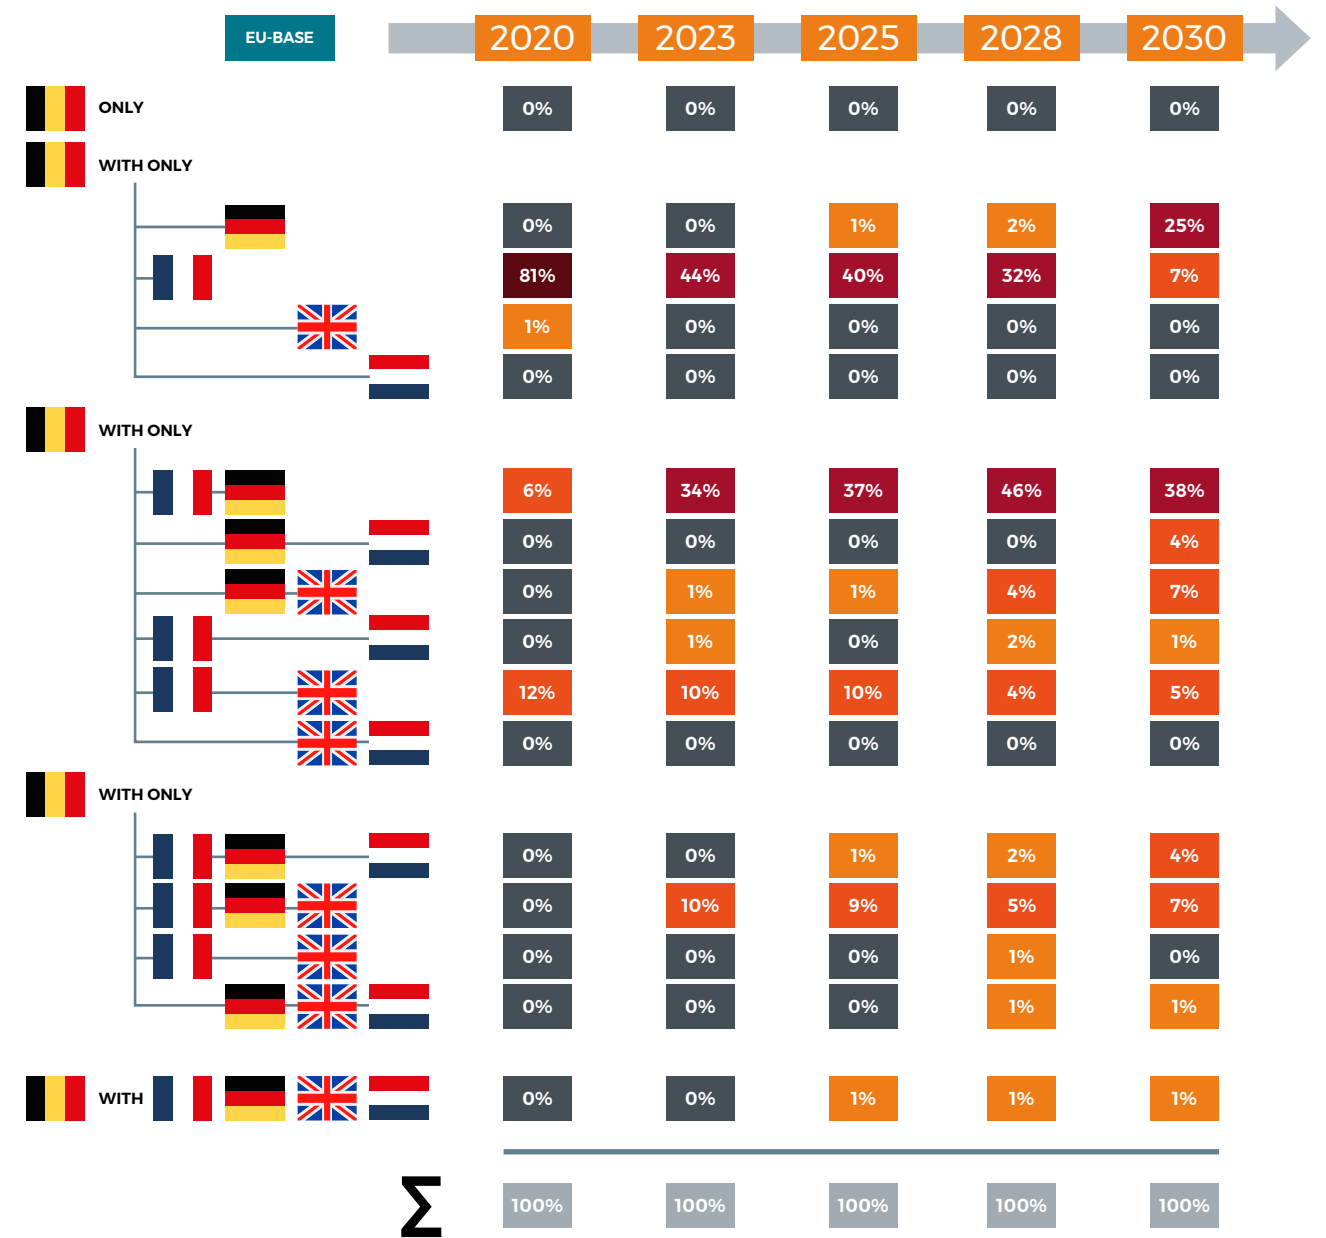 EU-BASE 2020 2023 2025 2028 2030
ONLY 0% 0% 0% 0% 0%
WITH ONLY
0% 0% 1% 2% 25%
81% 44% 40% 32% 7%
1% 0% 0% 0% 0%
0% 0% 0% 0% 0%
WITH ONLY
6% 34% 37% 46% 38%
0% 0% 0% 0% 4%
0% 1% 1% 4% 7%
0% 1% 0% 2% 1%
12% 10% 10% 4% 5%
0% 0% 0% 0% 0%
WITH ONLY
0% 0% 1% 2% 4%
0% 10% 9% 5% 7%
0% 0% 0% 1% 0%
0% 0% 0% 1% 1%
WITH 0% 0% 1% 1% 1%
Σ 100% 100% 100% 100% 100%